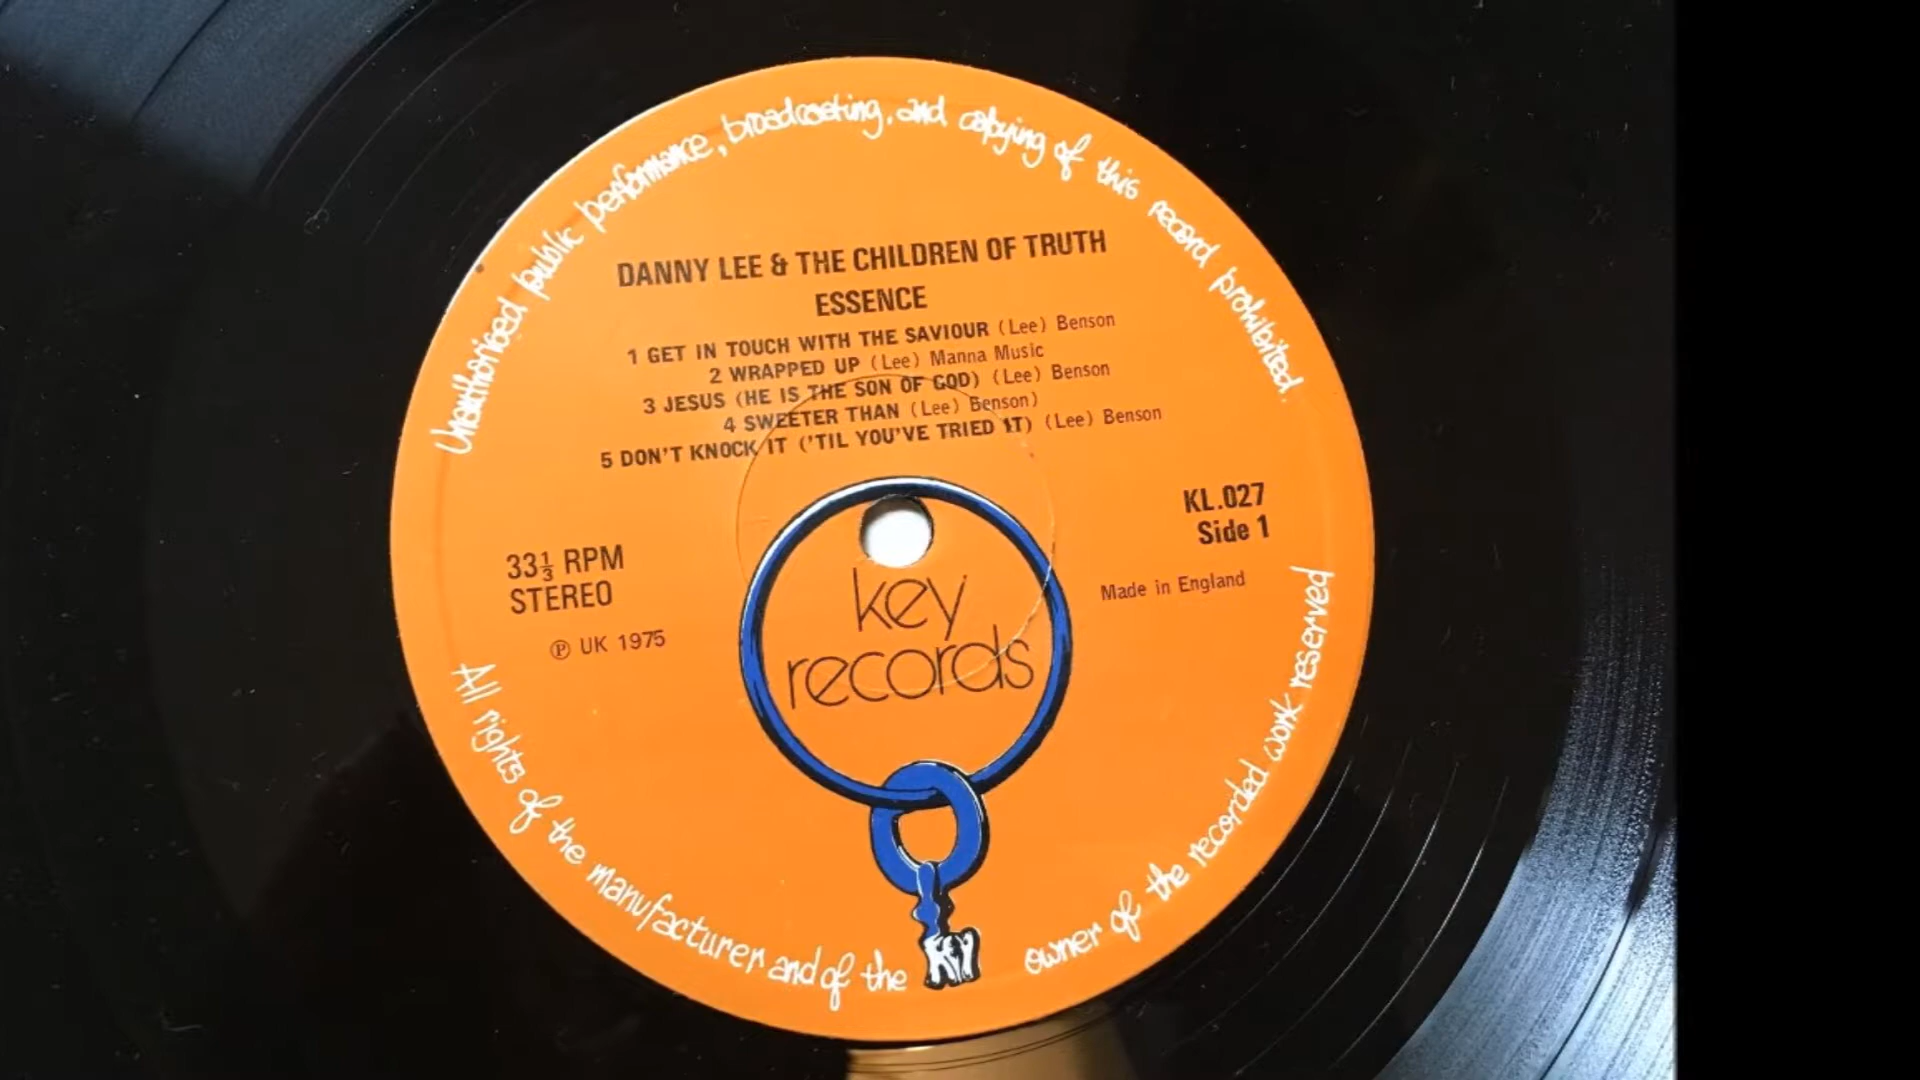 Unauthorised public performance, broadcasting, and copying of this record prohibited.
DANNY LEE & THE CHILDREN OF TRUTH
ESSENCE
1 GET IN TOUCH WITH THE SAVIOUR (Lee) Benson
2 WRAPPED UP (Lee) Manna Music
3 JESUS (HE IS THE SON OF GOD) (Lee) Benson
4 SWEETER THAN (Lee) Benson)
5 DON'T KNOCK IT ('TIL YOU'VE TRIED IT) (Lee) Benson
KL.027
Side 1
33⅓ RPM
STEREO
Made in England
℗ UK 1975
key
records
KEY
All rights of the manufacturer and of the owner of the recorded work reserved